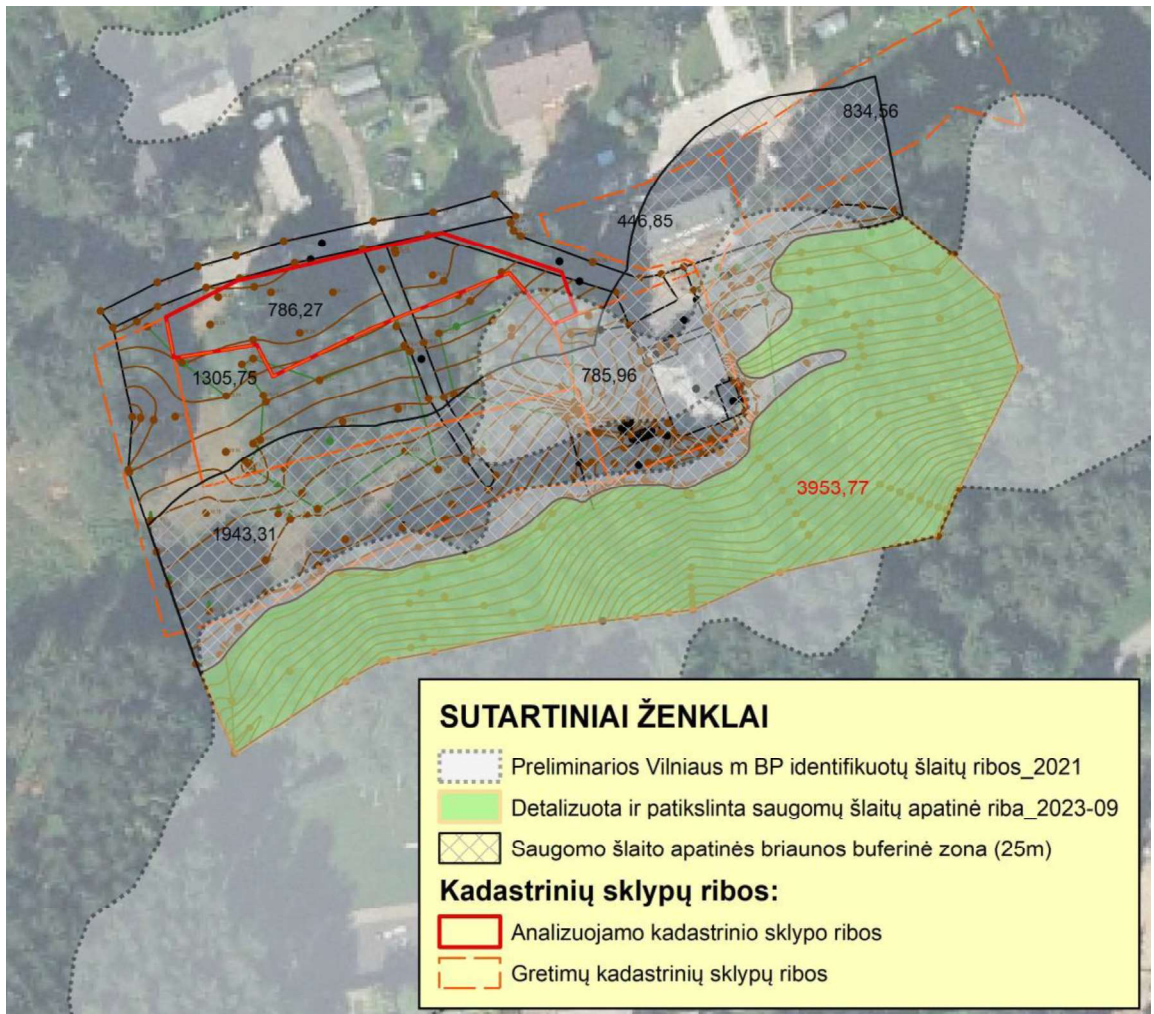 834,56
446,85
786,27
1305,75
785,96
3953,77
1943,31
SUTARTINIAI ŽENKLAI
Preliminarios Vilniaus m BP identifikuotų šlaitų ribos_2021
Detalizuota ir patikslinta saugomų šlaitų apatinė riba_2023-09
Saugomo šlaito apatinės briaunos buferinė zona (25m)
Kadastrinių sklypų ribos:
Analizuojamo kadastrinio sklypo ribos
Gretimų kadastrinių sklypų ribos